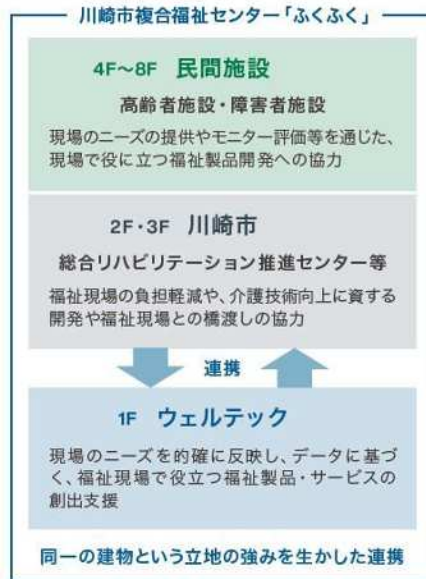 川崎市複合福祉センター「ふくふく」
4F～8F 民間施設
高齢者施設・障害者施設
現場のニーズの提供やモニター評価等を通じた、
現場で役に立つ福祉製品開発への協力
2F・3F 川崎市
総合リハビリテーション推進センター等
福祉現場の負担軽減や、介護技術向上に資する
開発や福祉現場との橋渡しの協力
連携
1F ウェルテック
現場のニーズを的確に反映し、データに基づ
く、福祉現場で役立つ福祉製品・サービスの
創出支援
同一の建物という立地の強みを生かした連携